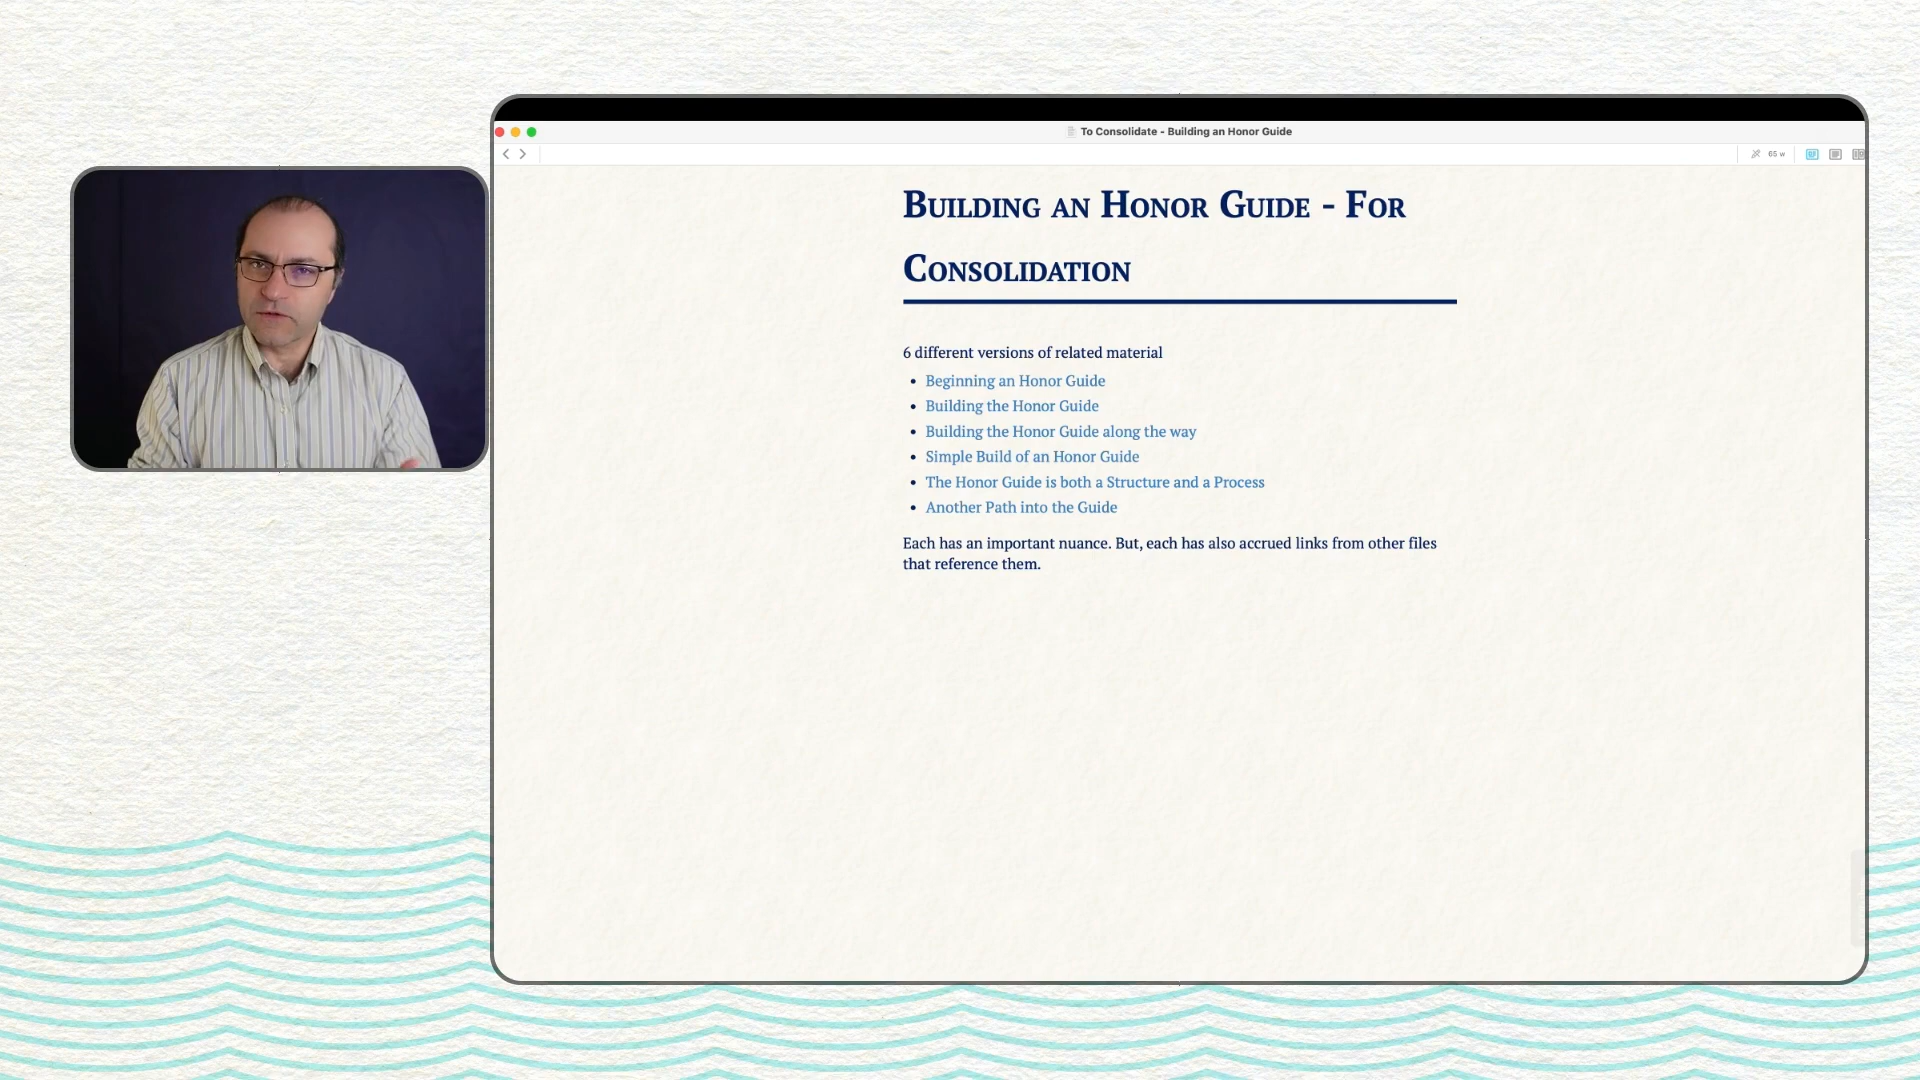 To Consolidate - Building an Honor Guide
65 w
Building an Honor Guide - For
Consolidation
6 different versions of related material
• Beginning an Honor Guide
• Building the Honor Guide
• Building the Honor Guide along the way
• Simple Build of an Honor Guide
• The Honor Guide is both a Structure and a Process
• Another Path into the Guide
Each has an important nuance. But, each has also accrued links from other files
that reference them.